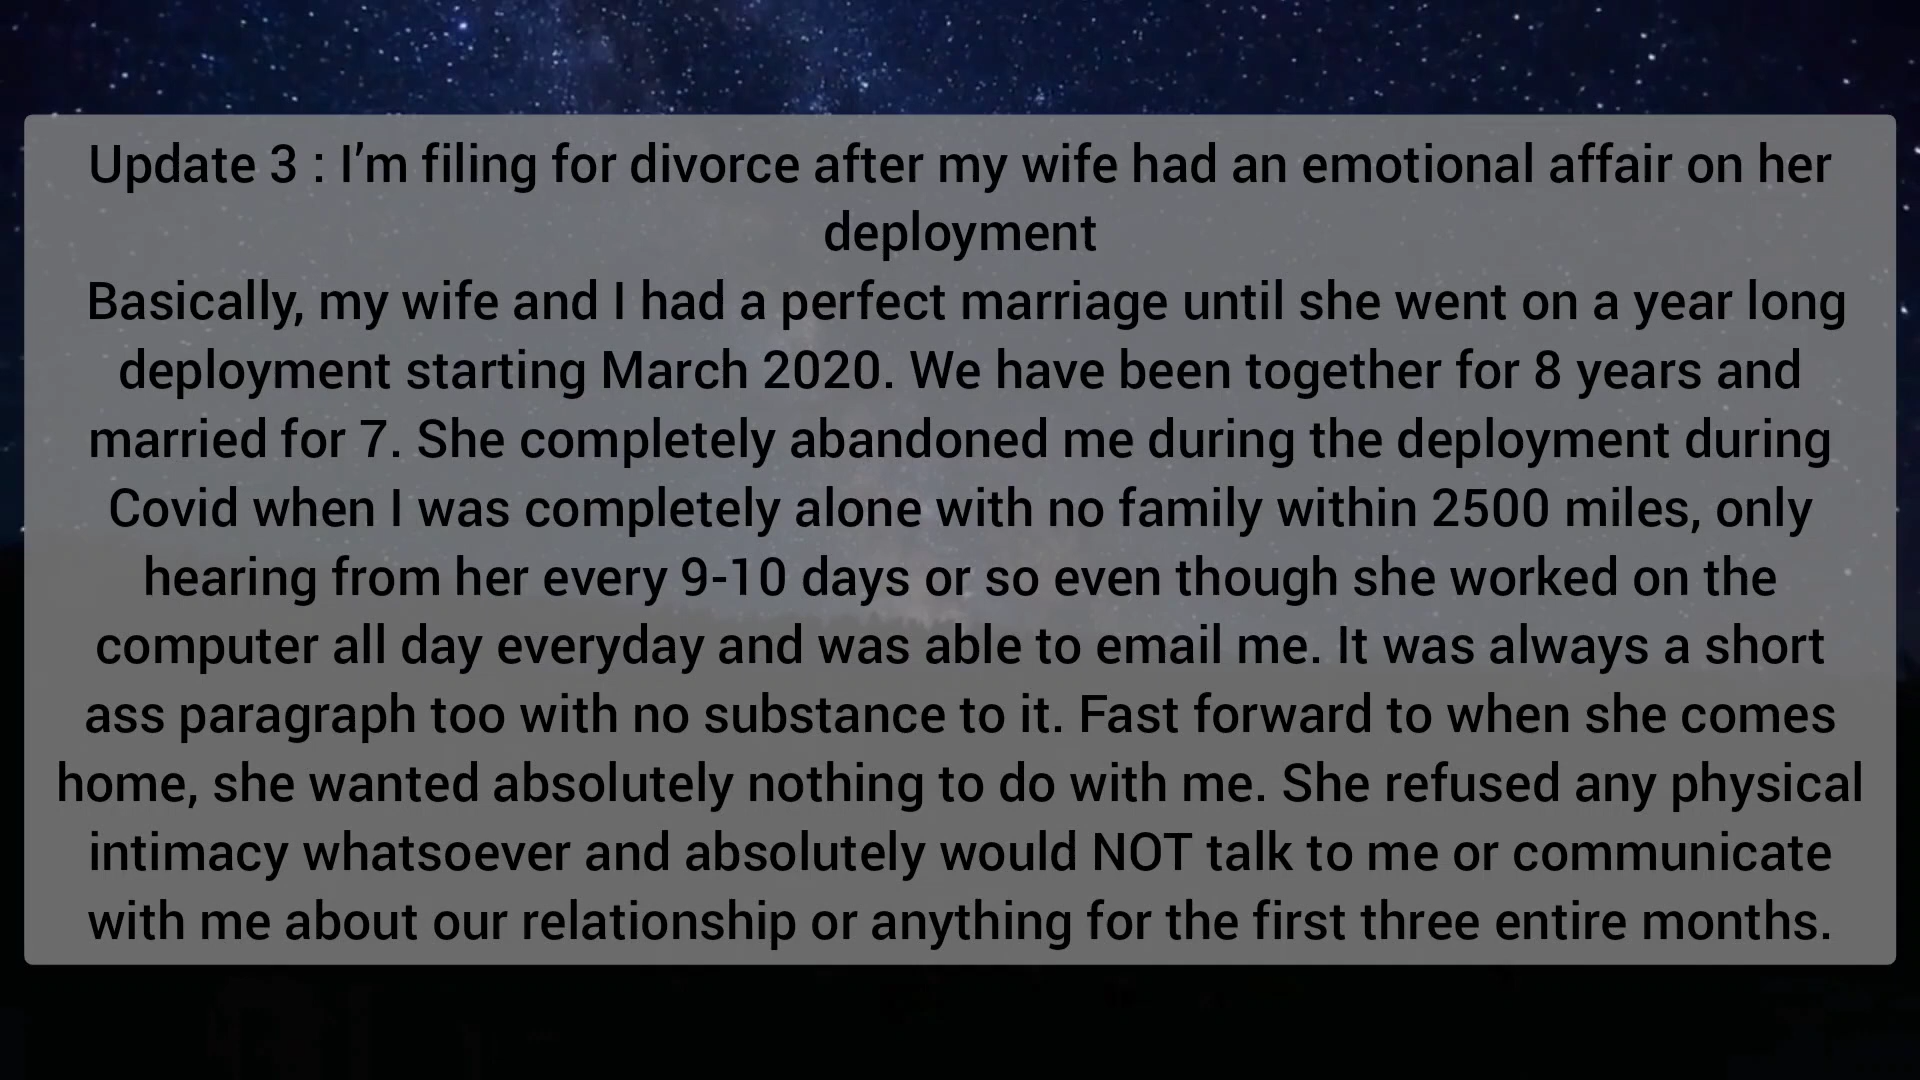 Update 3 : I’m filing for divorce after my wife had an emotional affair on her
deployment
Basically, my wife and I had a perfect marriage until she went on a year long
deployment starting March 2020. We have been together for 8 years and
married for 7. She completely abandoned me during the deployment during
Covid when I was completely alone with no family within 2500 miles, only
hearing from her every 9-10 days or so even though she worked on the
computer all day everyday and was able to email me. It was always a short
ass paragraph too with no substance to it. Fast forward to when she comes
home, she wanted absolutely nothing to do with me. She refused any physical
intimacy whatsoever and absolutely would NOT talk to me or communicate
with me about our relationship or anything for the first three entire months.